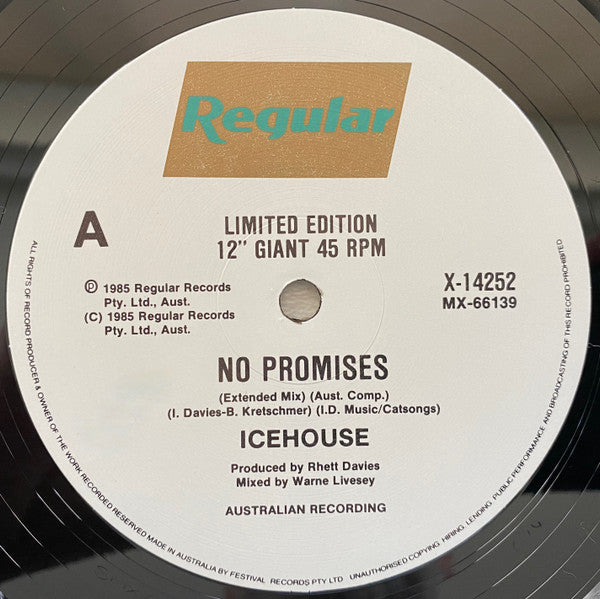 Regular
LIMITED EDITION
12" GIANT 45 RPM
A
℗ 1985 Regular Records
Pty. Ltd., Aust.
(C) 1985 Regular Records
Pty. Ltd., Aust.
X-14252
MX-66139
NO PROMISES
(Extended Mix) (Aust. Comp.)
(I. Davies-B. Kretschmer) (I.D. Music/Catsongs)
ICEHOUSE
Produced by Rhett Davies
Mixed by Warne Livesey
AUSTRALIAN RECORDING
ALL RIGHTS OF RECORD PRODUCER & OWNER OF THE WORK RECORDED RESERVED MADE IN AUSTRALIA BY FESTIVAL RECORDS PTY LTD UNAUTHORISED COPYING, HIRING, LENDING, PUBLIC PERFORMANCE AND BROADCASTING OF THIS RECORD PROHIBITED